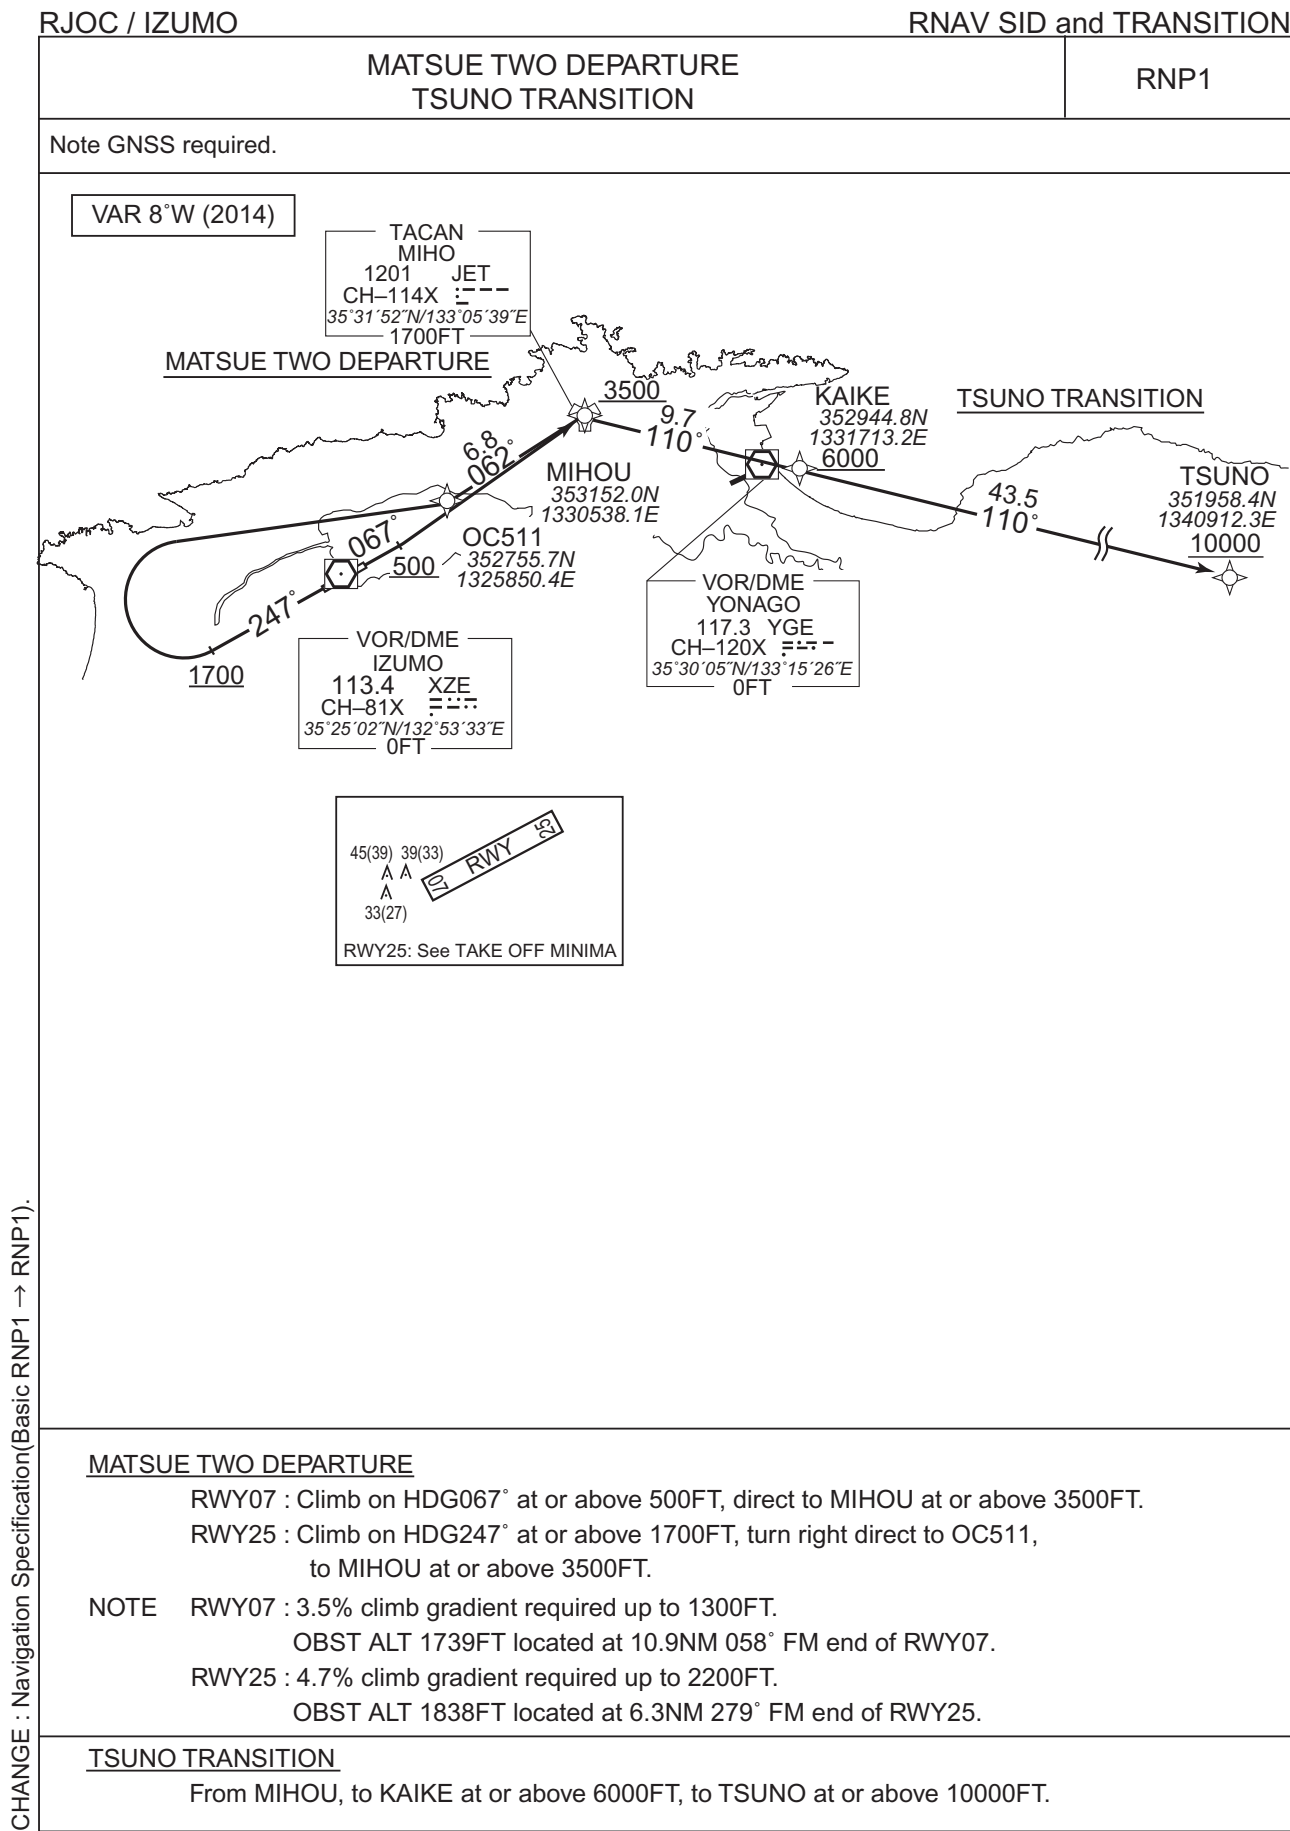 RJOC / IZUMO
RNAV SID and TRANSITION
MATSUE TWO DEPARTURE
TSUNO TRANSITION
RNP1
Note GNSS required.
VAR 8˚W (2014)
TACAN
MIHO
1201 JET
CH–114X
35˚31´52˝N/133˚05´39˝E
1700FT
MATSUE TWO DEPARTURE
3500
9.7
110˚
KAIKE
352944.8N
1331713.2E
6000
TSUNO TRANSITION
6.8
062˚
MIHOU
353152.0N
1330538.1E
TSUNO
351958.4N
1340912.3E
10000
43.5
110˚
067˚
500
OC511
352755.7N
1325850.4E
247˚
1700
VOR/DME
YONAGO
117.3 YGE
CH–120X
35˚30´05˝N/133˚15´26˝E
0FT
VOR/DME
IZUMO
113.4 XZE
CH–81X
35˚25´02˝N/132˚53´33˝E
0FT
45(39) 39(33)
33(27)
07 RWY 25
RWY25: See TAKE OFF MINIMA
MATSUE TWO DEPARTURE
RWY07 : Climb on HDG067˚ at or above 500FT, direct to MIHOU at or above 3500FT.
RWY25 : Climb on HDG247˚ at or above 1700FT, turn right direct to OC511,
to MIHOU at or above 3500FT.
NOTE RWY07 : 3.5% climb gradient required up to 1300FT.
OBST ALT 1739FT located at 10.9NM 058˚ FM end of RWY07.
RWY25 : 4.7% climb gradient required up to 2200FT.
OBST ALT 1838FT located at 6.3NM 279˚ FM end of RWY25.
TSUNO TRANSITION
From MIHOU, to KAIKE at or above 6000FT, to TSUNO at or above 10000FT.
CHANGE : Navigation Specification(Basic RNP1 → RNP1).